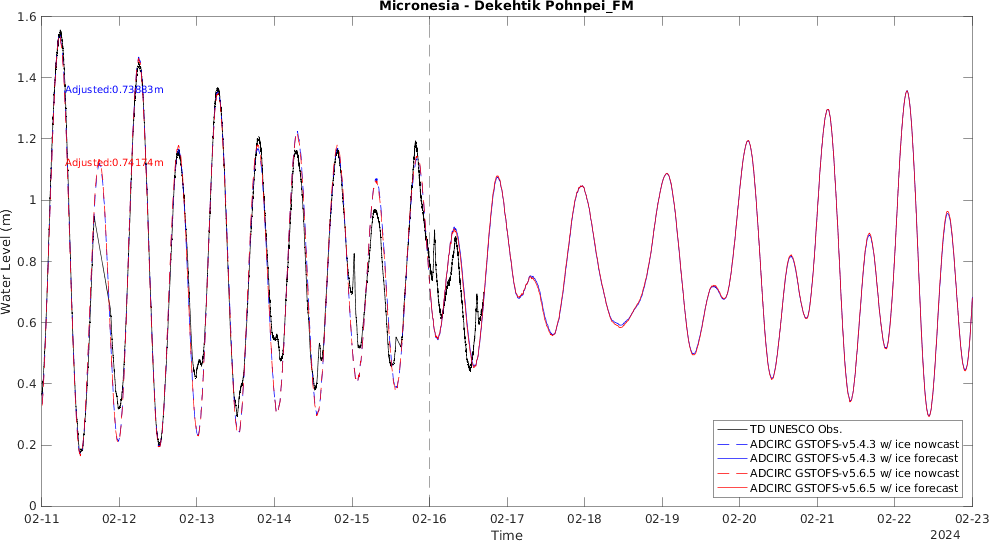 Micronesia - Dekehtik Pohnpei_FM
1.6
1.4
1.2
1
0.8
0.6
0.4
0.2
0
Water Level (m)
Adjusted:0.73883m
Adjusted:0.74174m
TD UNESCO Obs.
ADCIRC GSTOFS-v5.4.3 w/ ice nowcast
ADCIRC GSTOFS-v5.4.3 w/ ice forecast
ADCIRC GSTOFS-v5.6.5 w/ ice nowcast
ADCIRC GSTOFS-v5.6.5 w/ ice forecast
02-11 02-12 02-13 02-14 02-15 02-16 02-17 02-18 02-19 02-20 02-21 02-22 02-23
Time
2024